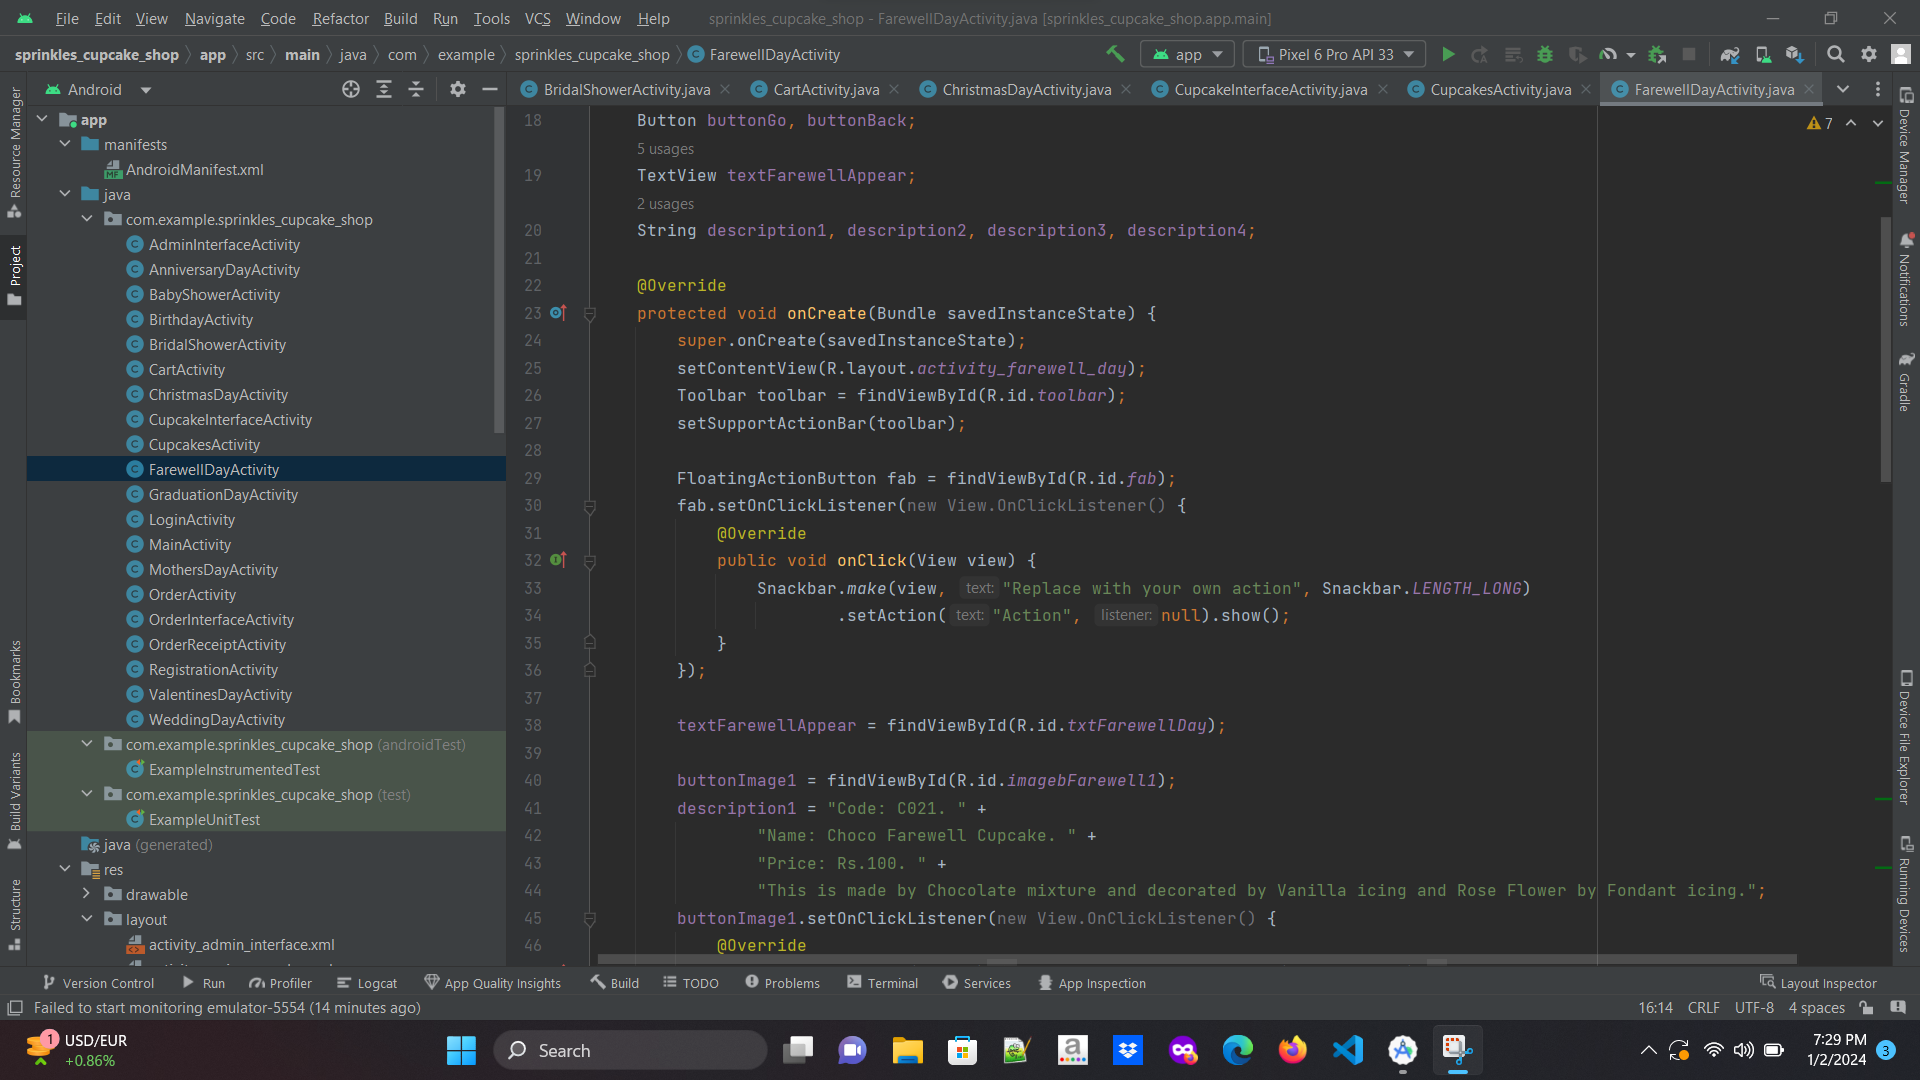 File Edit View Navigate Code Refactor Build Run Tools VCS Window Help sprinkles_cupcake_shop - FarewellDayActivity.java [sprinkles_cupcake_shop.app.main]
sprinkles_cupcake_shop app src main java com example sprinkles_cupcake_shop FarewellDayActivity app Pixel 6 Pro API 33
Android
BridalShowerActivity.java CartActivity.java ChristmasDayActivity.java CupcakeInterfaceActivity.java CupcakesActivity.java FarewellDayActivity.java
Resource Manager
Project
Bookmarks
Build Variants
Structure
app
manifests
AndroidManifest.xml
java
com.example.sprinkles_cupcake_shop
AdminInterfaceActivity
AnniversaryDayActivity
BabyShowerActivity
BirthdayActivity
BridalShowerActivity
CartActivity
ChristmasDayActivity
CupcakeInterfaceActivity
CupcakesActivity
FarewellDayActivity
GraduationDayActivity
LoginActivity
MainActivity
MothersDayActivity
OrderActivity
OrderInterfaceActivity
OrderReceiptActivity
RegistrationActivity
ValentinesDayActivity
WeddingDayActivity
com.example.sprinkles_cupcake_shop (androidTest)
ExampleInstrumentedTest
com.example.sprinkles_cupcake_shop (test)
ExampleUnitTest
java (generated)
res
drawable
layout
activity_admin_interface.xml
18 Button buttonGo, buttonBack;
5 usages
19 TextView textFarewellAppear;
2 usages
20 String description1, description2, description3, description4;
21
22 @Override
23 protected void onCreate(Bundle savedInstanceState) {
24 super.onCreate(savedInstanceState);
25 setContentView(R.layout.activity_farewell_day);
26 Toolbar toolbar = findViewById(R.id.toolbar);
27 setSupportActionBar(toolbar);
28
29 FloatingActionButton fab = findViewById(R.id.fab);
30 fab.setOnClickListener(new View.OnClickListener() {
31 @Override
32 public void onClick(View view) {
33 Snackbar.make(view, text: "Replace with your own action", Snackbar.LENGTH_LONG)
34 .setAction( text: "Action", listener: null).show();
35 }
36 });
37
38 textFarewellAppear = findViewById(R.id.txtFarewellDay);
39
40 buttonImage1 = findViewById(R.id.imagebFarewell1);
41 description1 = "Code: C021. " +
42 "Name: Choco Farewell Cupcake. " +
43 "Price: Rs.100. " +
44 "This is made by Chocolate mixture and decorated by Vanilla icing and Rose Flower by Fondant icing.";
45 buttonImage1.setOnClickListener(new View.OnClickListener() {
46 @Override
7
Device Manager
Notifications
Gradle
Device File Explorer
Running Devices
Version Control Run Profiler Logcat App Quality Insights Build TODO Problems Terminal Services App Inspection Layout Inspector
Failed to start monitoring emulator-5554 (14 minutes ago) 16:14 CRLF UTF-8 4 spaces
1 USD/EUR
+0.86%
Search
7:29 PM
1/2/2024 3